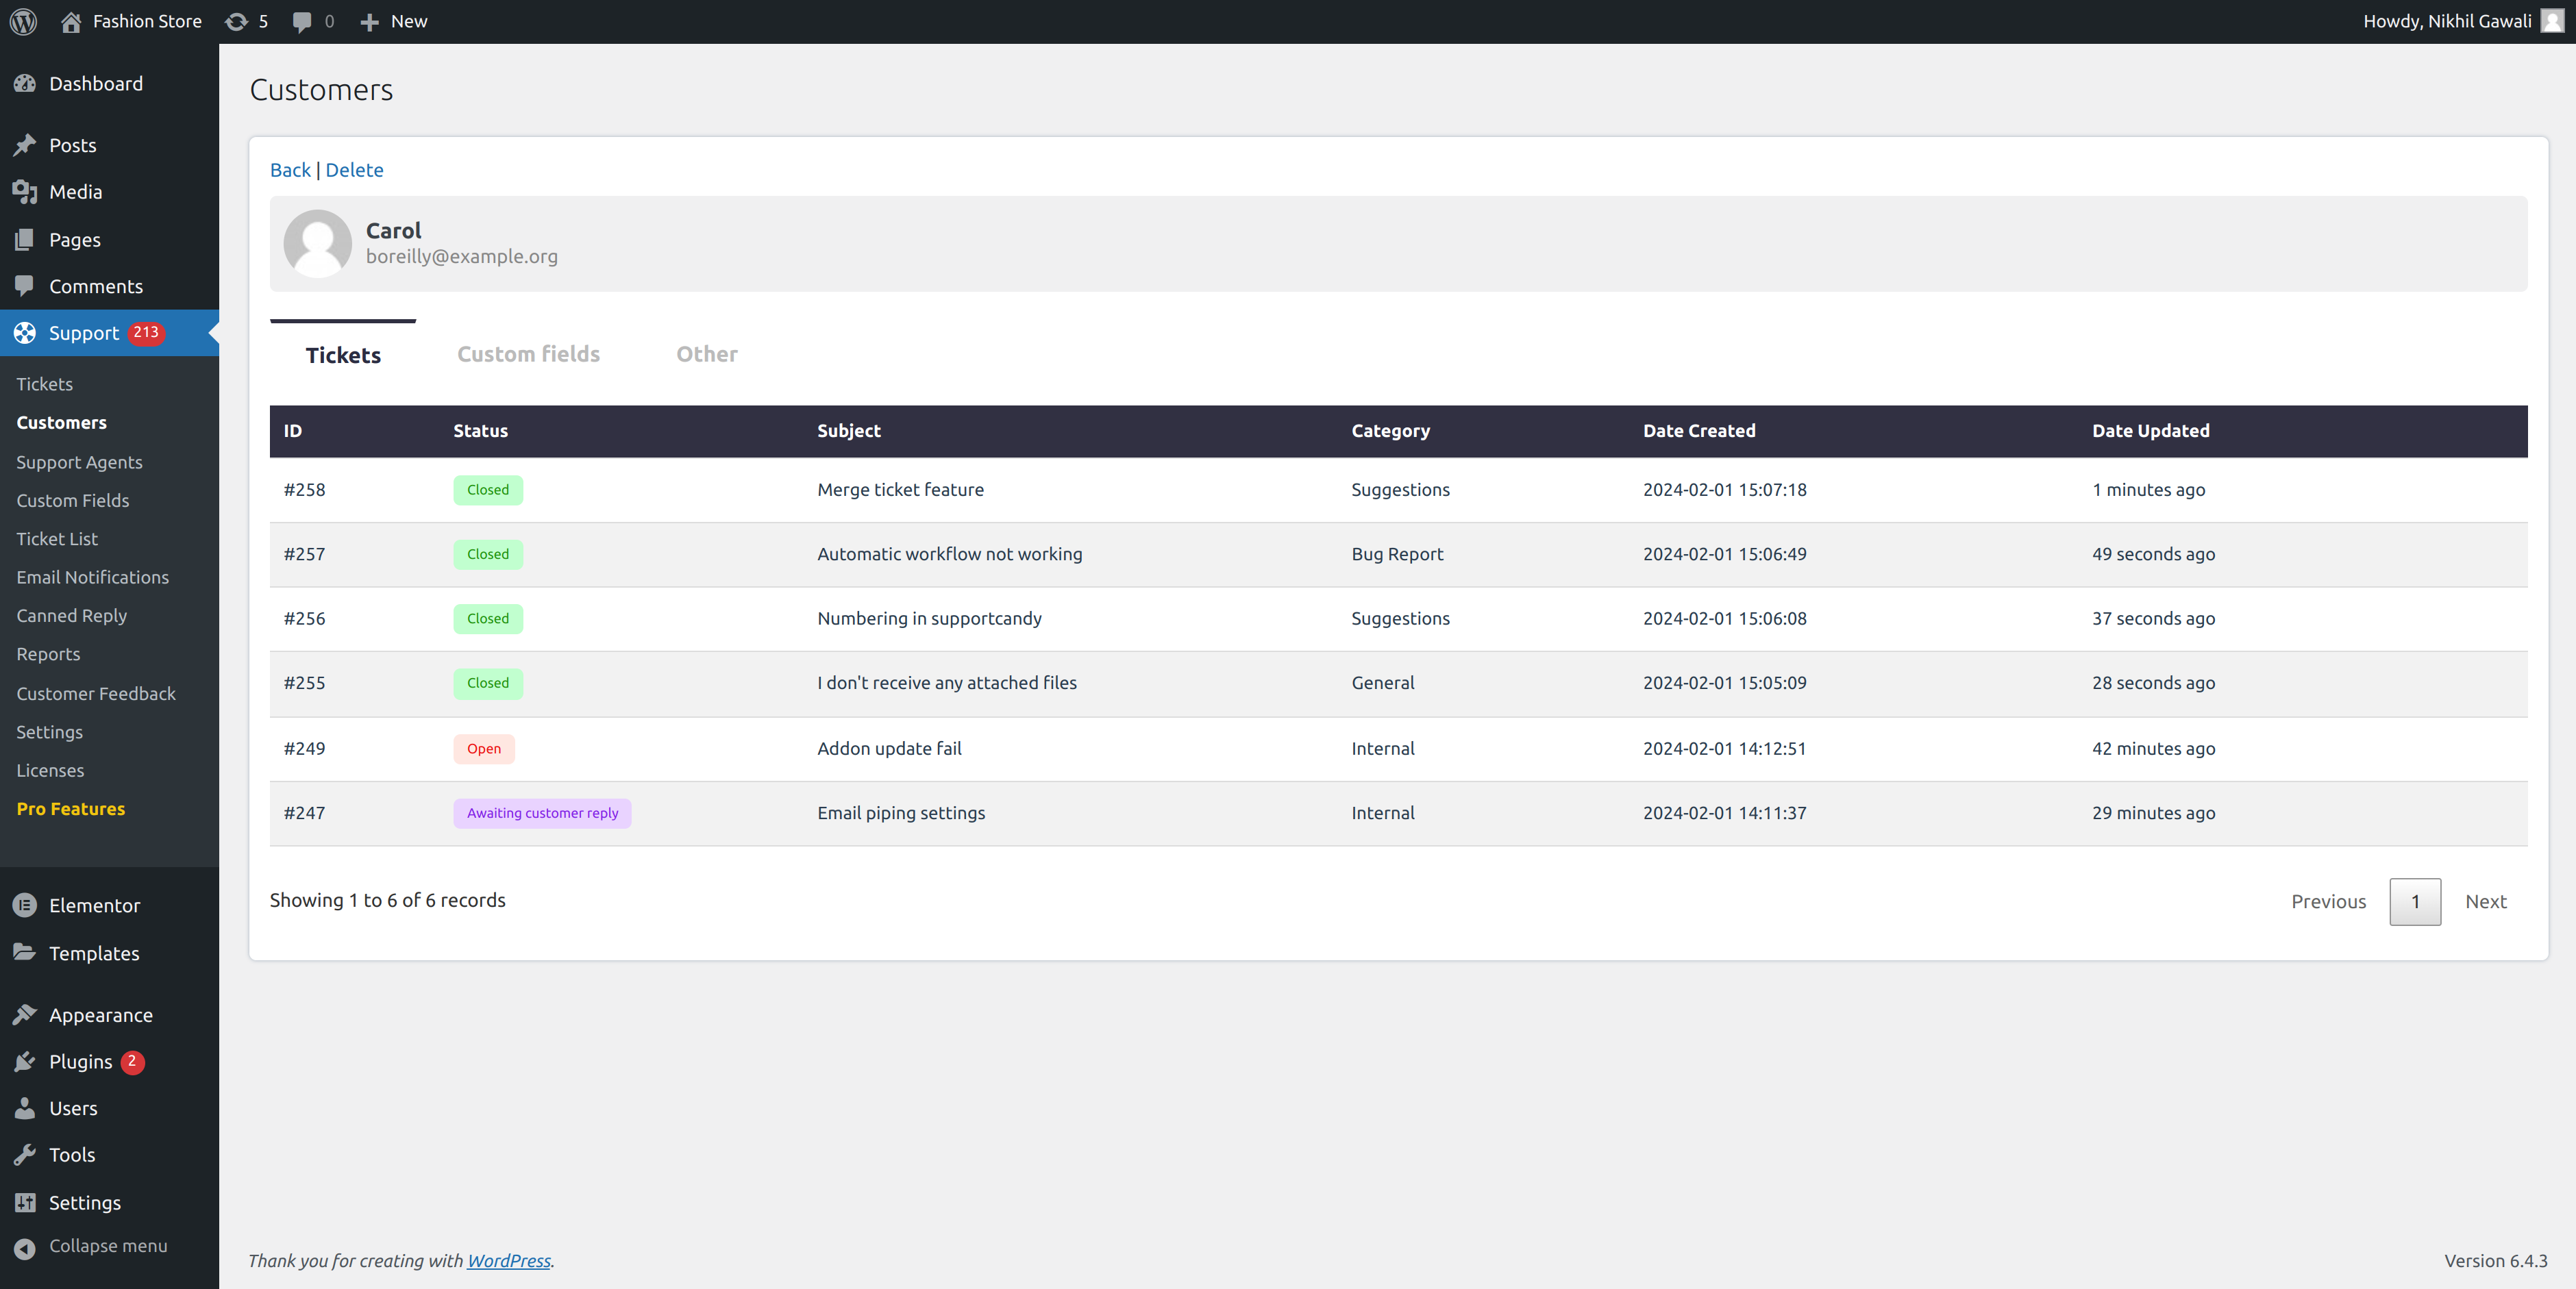 Fashion Store 5 0 New Howdy, Nikhil Gawali
Dashboard
Posts
Media
Pages
Comments
Support 213
Tickets
Customers
Support Agents
Custom Fields
Ticket List
Email Notifications
Canned Reply
Reports
Customer Feedback
Settings
Licenses
Pro Features
Elementor
Templates
Appearance
Plugins 2
Users
Tools
Settings
Collapse menu
Customers
Back | Delete
Carol
boreilly@example.org
Tickets Custom fields Other
ID Status Subject Category Date Created Date Updated
#258 Closed Merge ticket feature Suggestions 2024-02-01 15:07:18 1 minutes ago
#257 Closed Automatic workflow not working Bug Report 2024-02-01 15:06:49 49 seconds ago
#256 Closed Numbering in supportcandy Suggestions 2024-02-01 15:06:08 37 seconds ago
#255 Closed I don't receive any attached files General 2024-02-01 15:05:09 28 seconds ago
#249 Open Addon update fail Internal 2024-02-01 14:12:51 42 minutes ago
#247 Awaiting customer reply Email piping settings Internal 2024-02-01 14:11:37 29 minutes ago
Showing 1 to 6 of 6 records Previous 1 Next
Thank you for creating with WordPress. Version 6.4.3